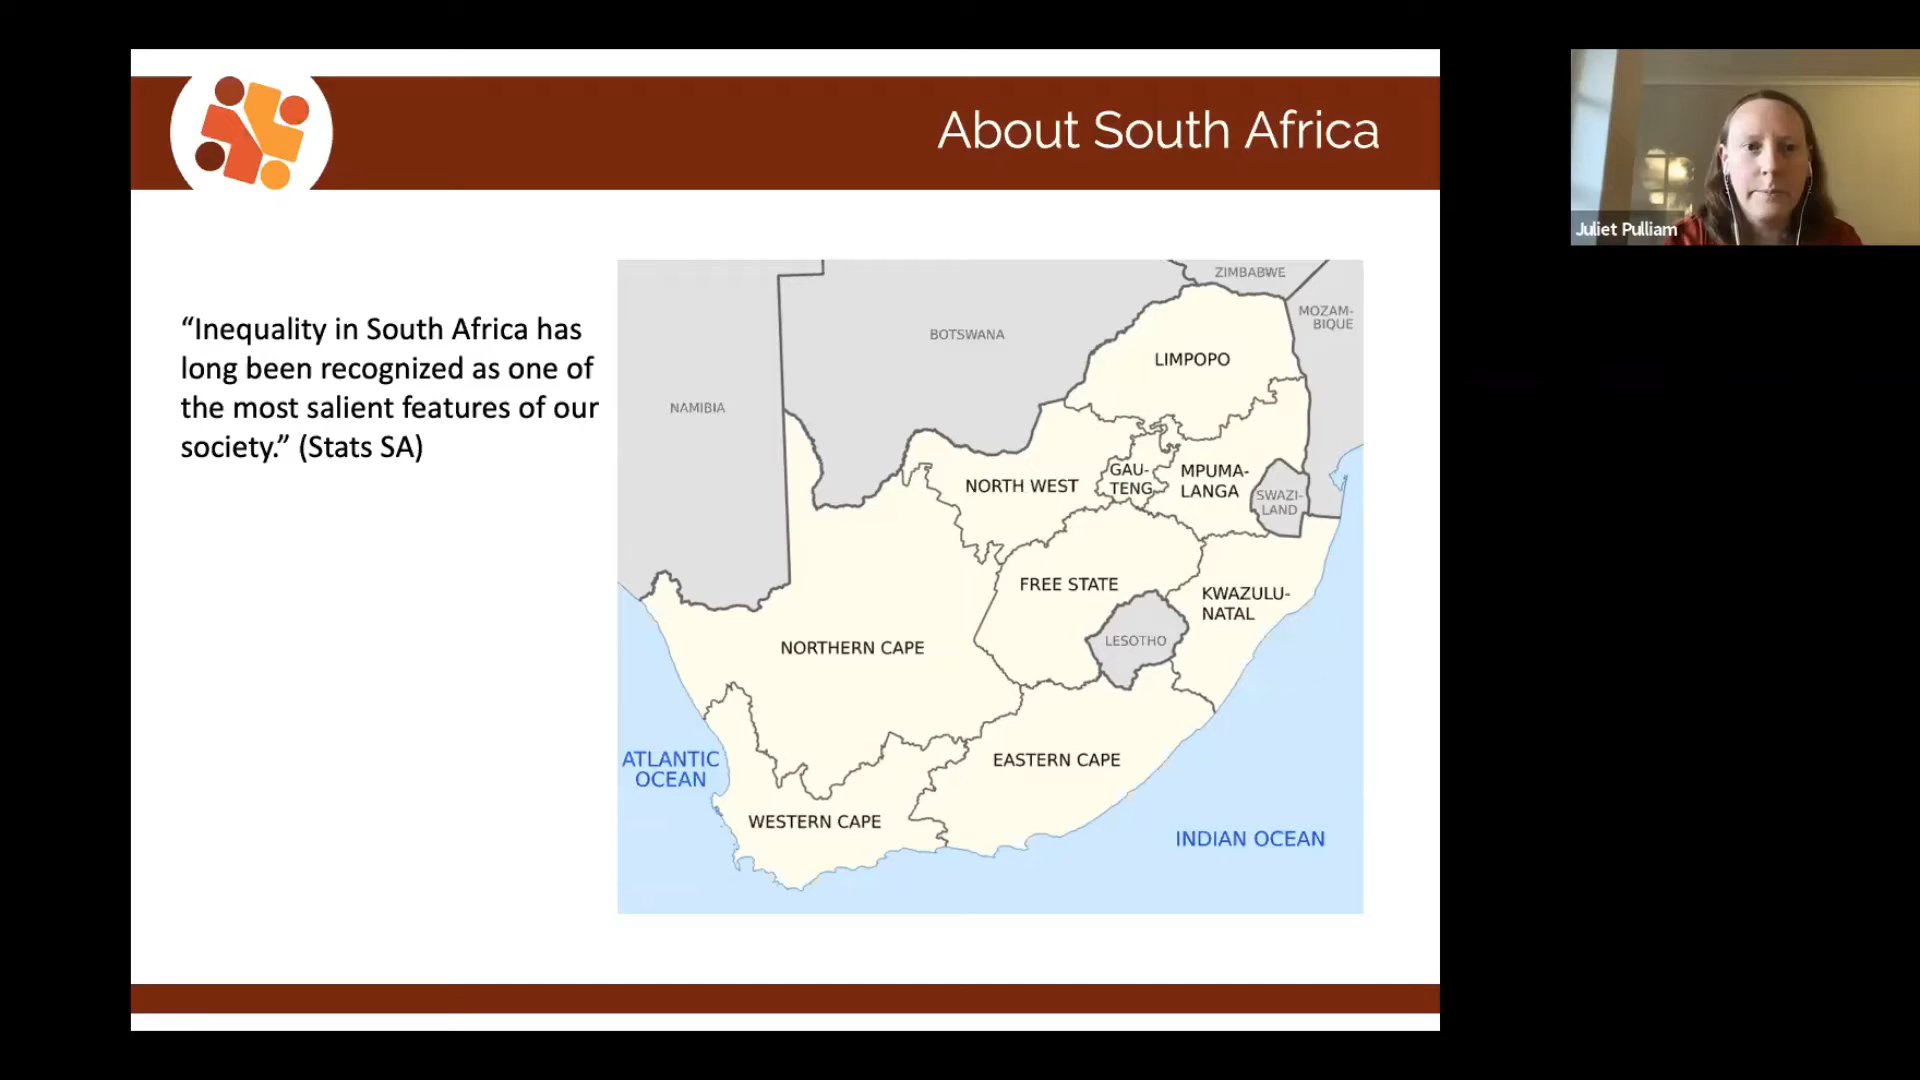 About South Africa
Juliet Pulliam
“Inequality in South Africa has
long been recognized as one of
the most salient features of our
society.” (Stats SA)
ZIMBABWE
MOZAM-
BIQUE
BOTSWANA
LIMPOPO
NAMIBIA
NORTH WEST
GAU-
TENG
MPUMA-
LANGA
SWAZI-
LAND
FREE STATE
KWAZULU-
NATAL
LESOTHO
NORTHERN CAPE
ATLANTIC
OCEAN
EASTERN CAPE
WESTERN CAPE
INDIAN OCEAN